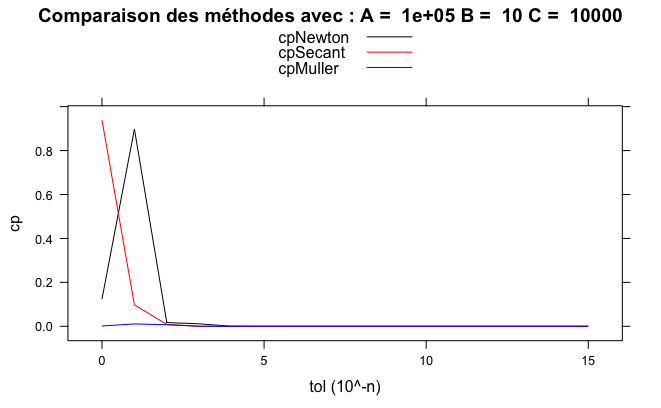 Comparaison des méthodes avec : A = 1e+05 B = 10 C = 10000
cpNewton
cpSecant
cpMuller
0.8
0.6
0.4
0.2
0.0
cp
0 5 10 15
tol (10^-n)